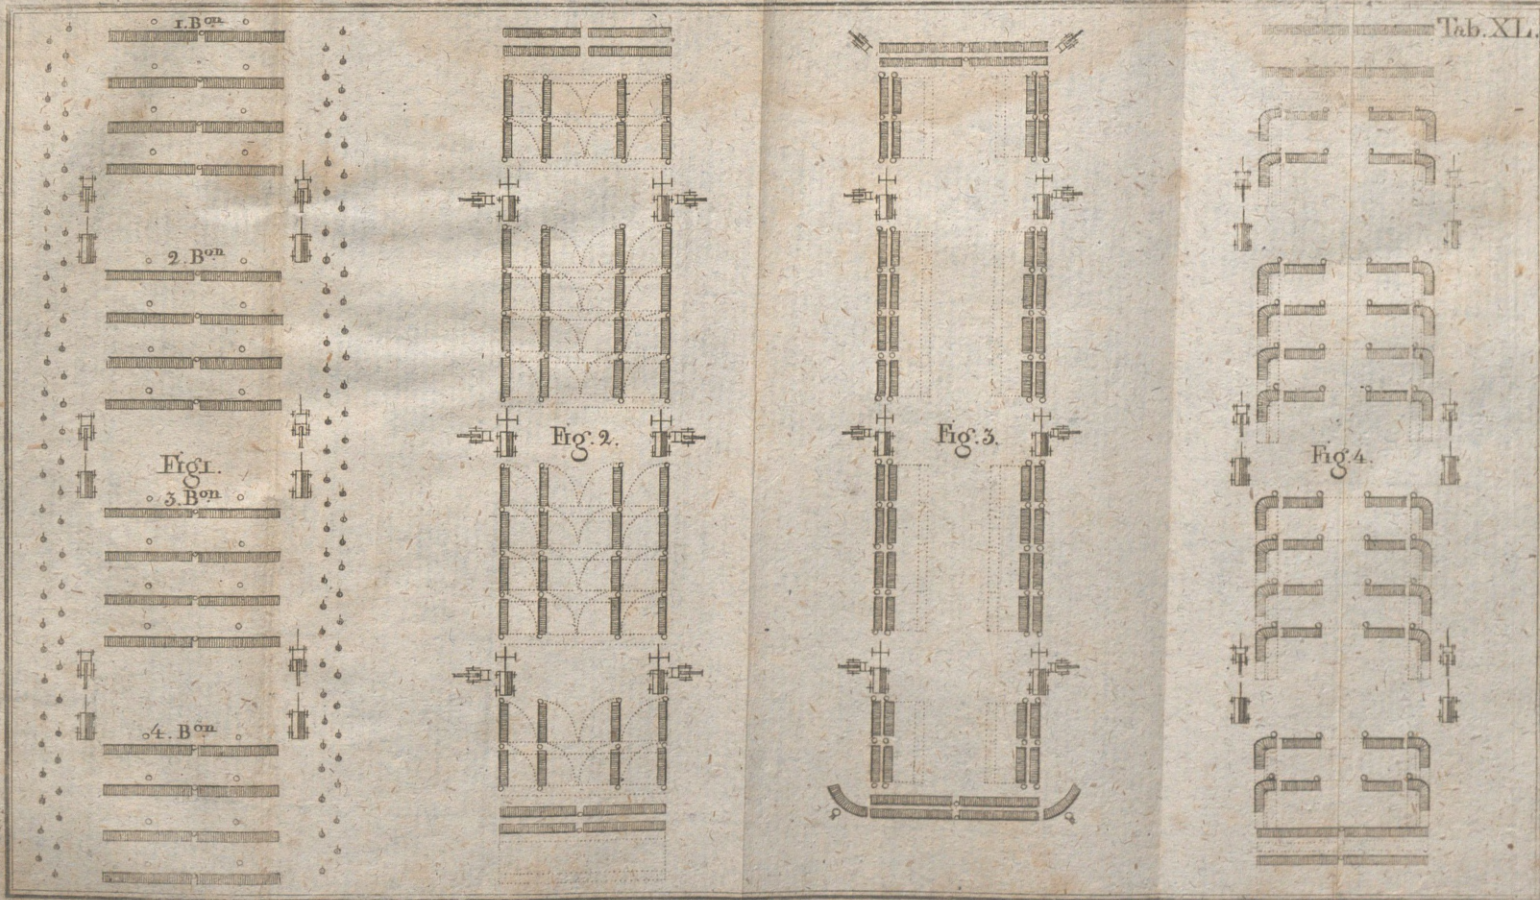 Tab. XL.
1. Bon
2. Bon
Fig 1.
3. Bon
4. Bon
Fig. 2.
Fig. 3.
Fig. 4.